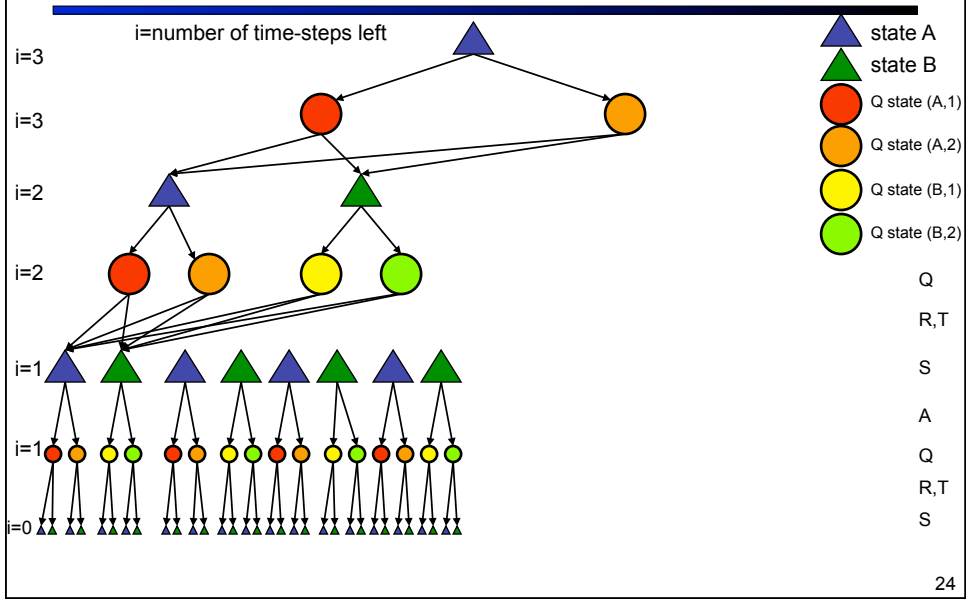 i=number of time-steps left
state A
i=3
state B
Q state (A,1)
i=3
Q state (A,2)
i=2
Q state (B,1)
Q state (B,2)
i=2
Q
R,T
i=1
S
A
i=1
Q
R,T
i=0
S
24